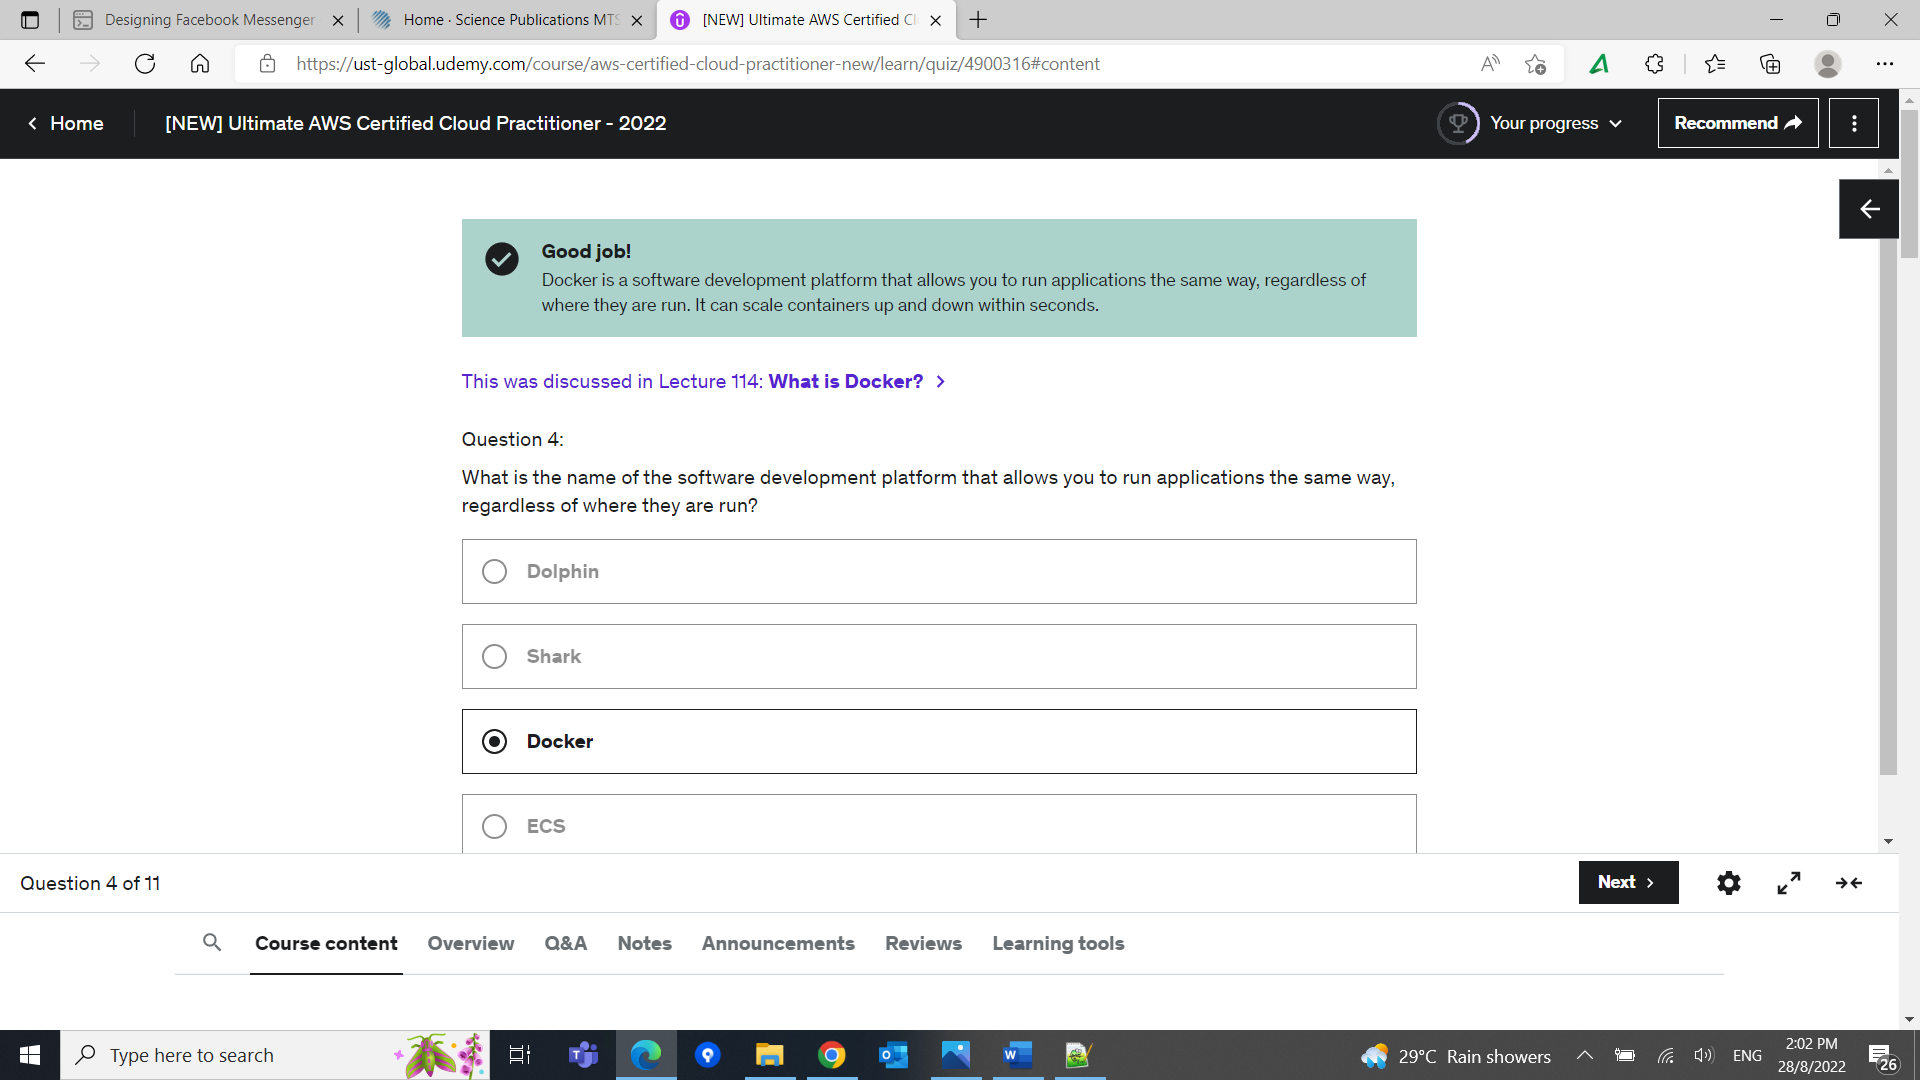 Designing Facebook Messenger
Home · Science Publications MTS
[NEW] Ultimate AWS Certified Cl
https://ust-global.udemy.com/course/aws-certified-cloud-practitioner-new/learn/quiz/4900316#content
Home
[NEW] Ultimate AWS Certified Cloud Practitioner - 2022
Your progress
Recommend
Good job!
Docker is a software development platform that allows you to run applications the same way, regardless of
where they are run. It can scale containers up and down within seconds.
This was discussed in Lecture 114: What is Docker? >
Question 4:
What is the name of the software development platform that allows you to run applications the same way,
regardless of where they are run?
Dolphin
Shark
Docker
ECS
Question 4 of 11
Next >
Course content Overview Q&A Notes Announcements Reviews Learning tools
Type here to search
29°C Rain showers
ENG
2:02 PM
28/8/2022
26